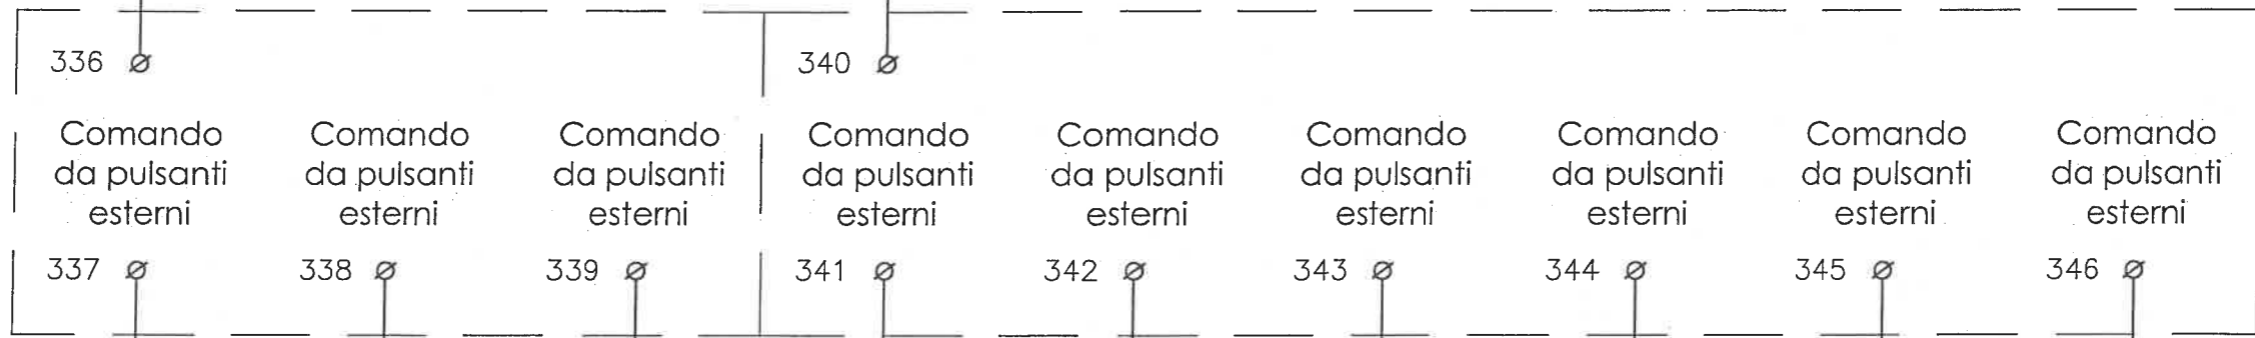 336 340
Comando Comando Comando Comando Comando Comando Comando Comando Comando
da pulsanti da pulsanti da pulsanti da pulsanti da pulsanti da pulsanti da pulsanti da pulsanti da pulsanti
esterni esterni esterni esterni esterni esterni esterni esterni esterni
337 338 339 341 342 343 344 345 346